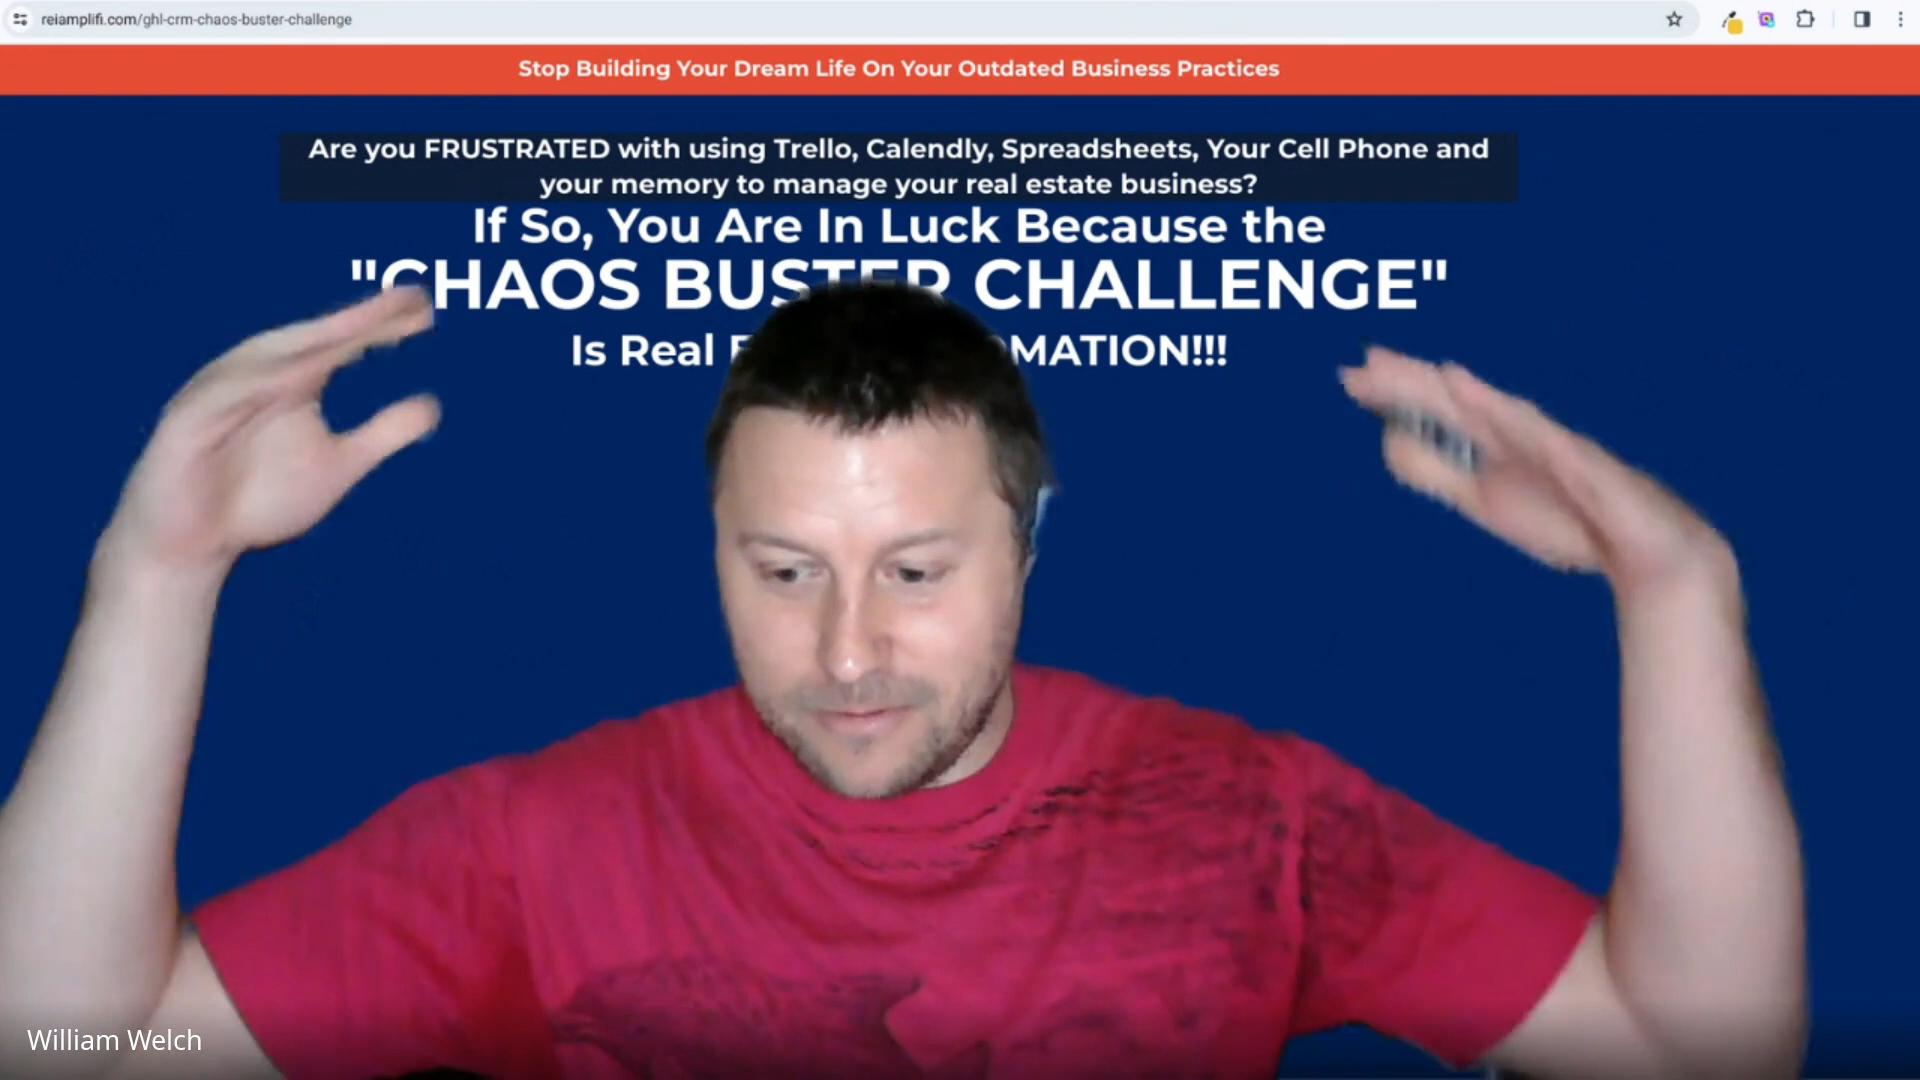 reiamplifi.com/ghl-crm-chaos-buster-challenge
Stop Building Your Dream Life On Your Outdated Business Practices
Are you FRUSTRATED with using Trello, Calendly, Spreadsheets, Your Cell Phone and
your memory to manage your real estate business?
If So, You Are In Luck Because the
"CHAOS BUSTER CHALLENGE"
Is Real
William Welch